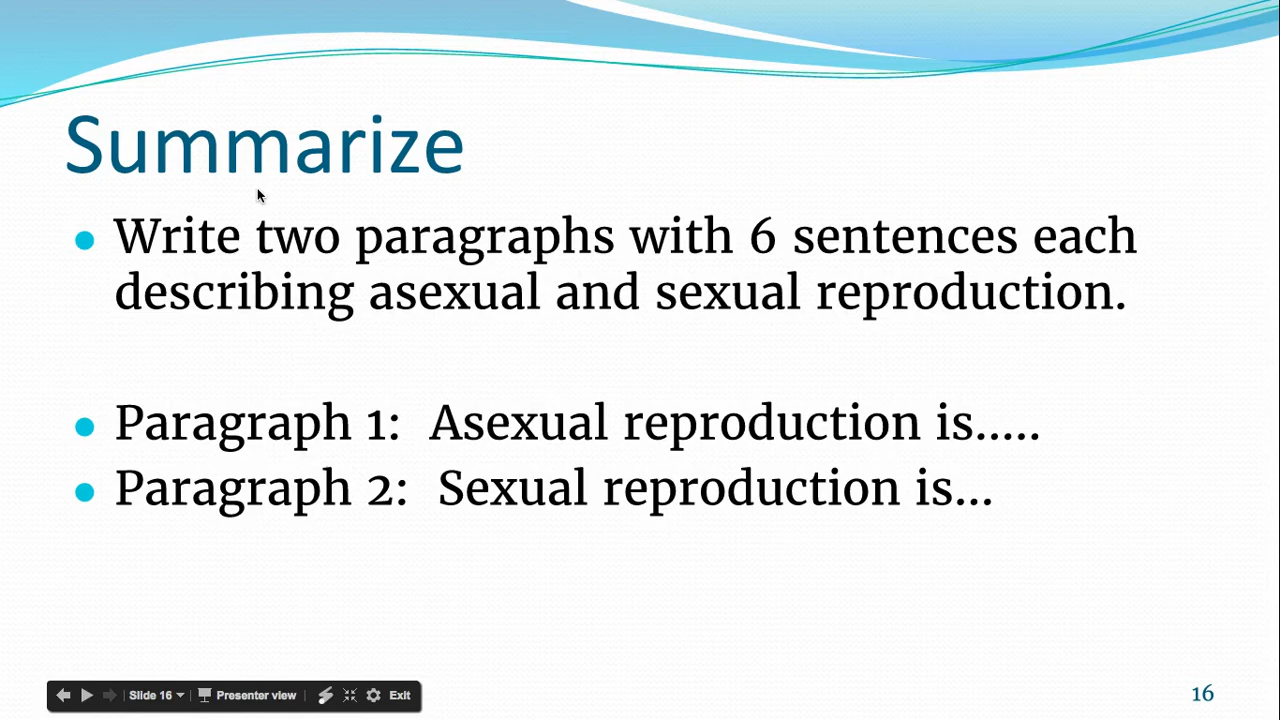 Summarize
Write two paragraphs with 6 sentences each
describing asexual and sexual reproduction.
Paragraph 1:  Asexual reproduction is.....
Paragraph 2:  Sexual reproduction is...
Slide 16
Presenter view
Exit
16